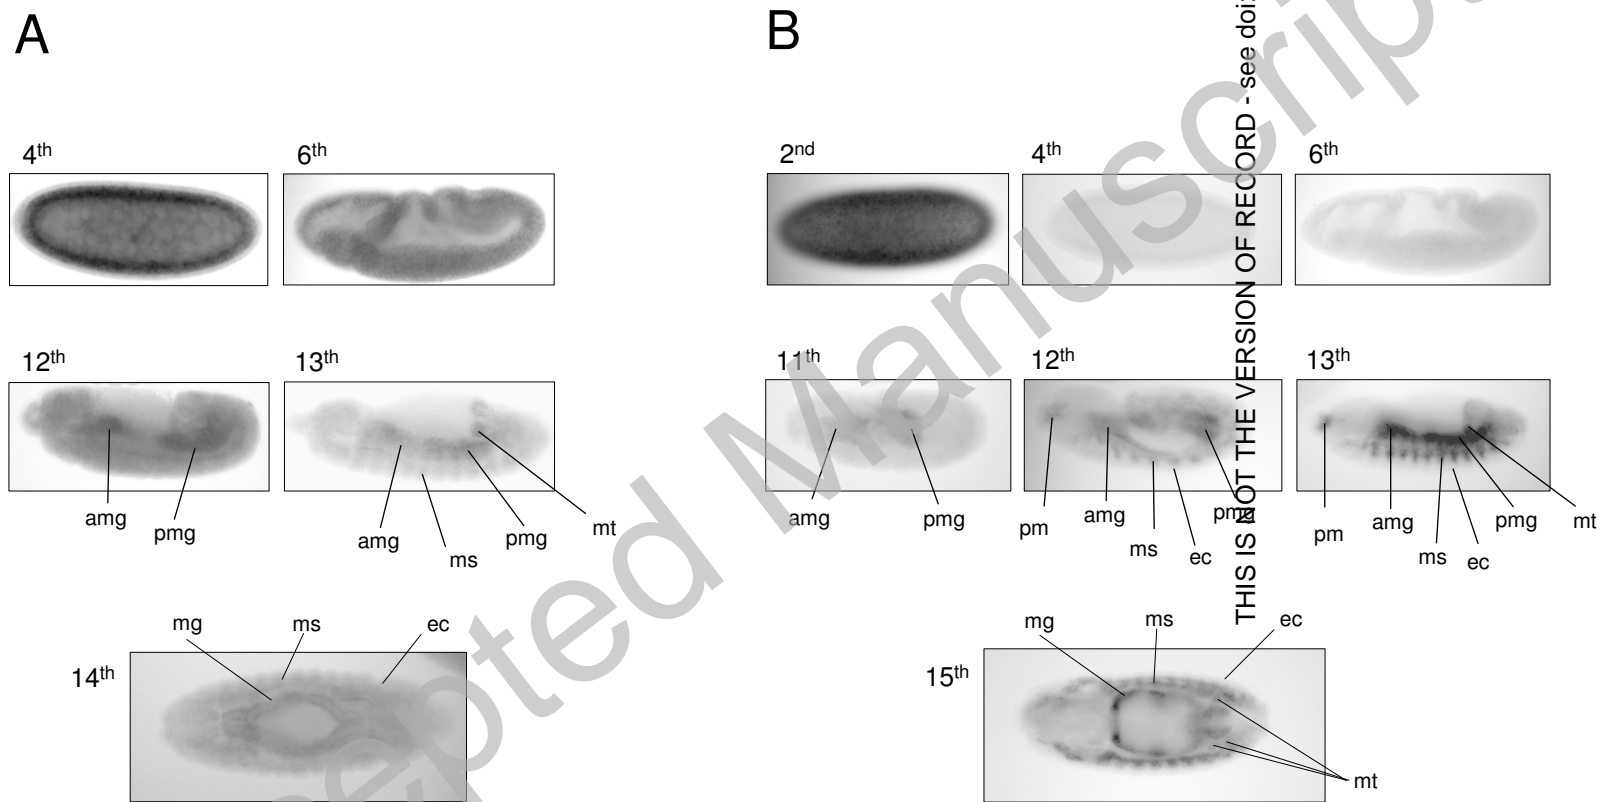 A
B
4th
6th
2nd
4th
6th
12th
13th
11th
12th
13th
amg
pmg
amg
ms
pmg
mt
amg
pmg
pm
amg
ms
ec
pmg
pm
amg
ms
ec
pmg
mt
14th
mg
ms
ec
15th
mg
ms
ec
mt
THIS IS NOT THE VERSION OF RECORD - see doi:
epted Manuscript